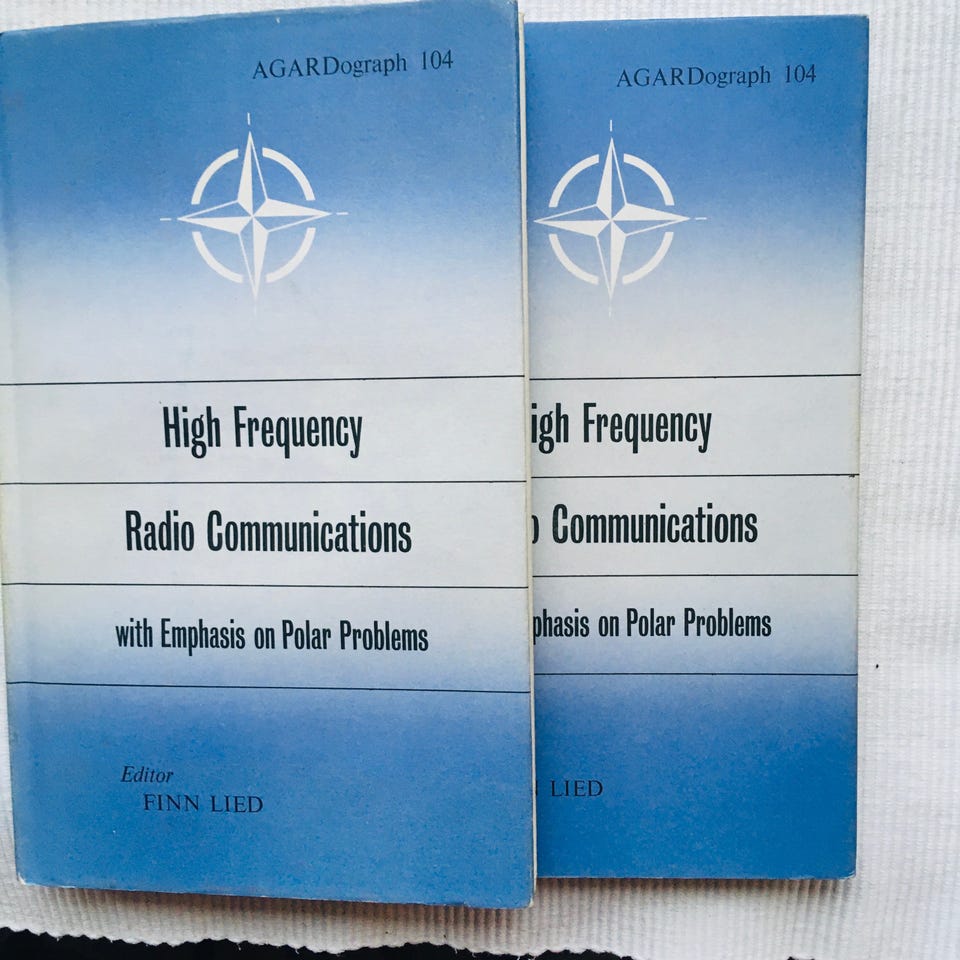 AGARDograph 104
High Frequency
Radio Communications
with Emphasis on Polar Problems
Editor
FINN LIED
AGARDograph 104
igh Frequency
o Communications
phasis on Polar Problems
N LIED